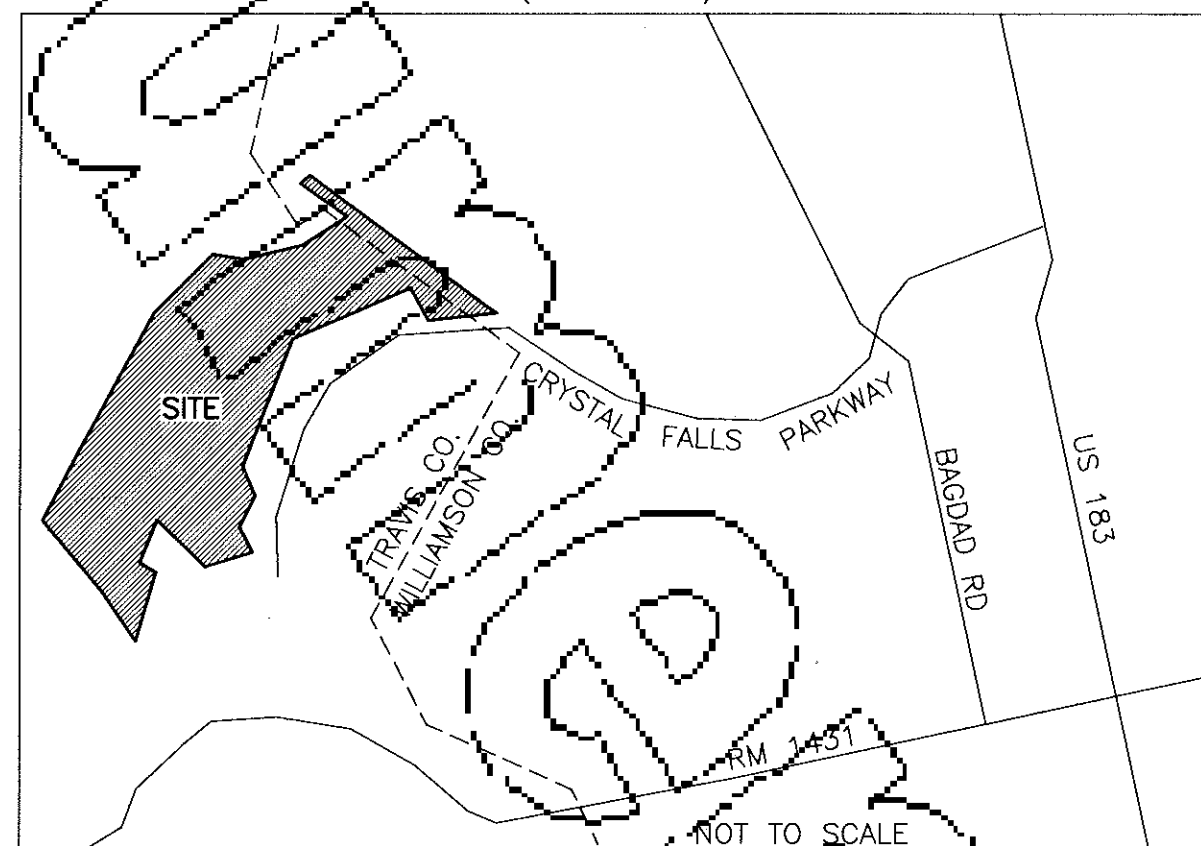 SITE
CRYSTAL FALLS PARKWAY
TRAVIS CO.
WILLIAMSON CO.
BAGDAD RD
US 183
RM 1431
NOT TO SCALE